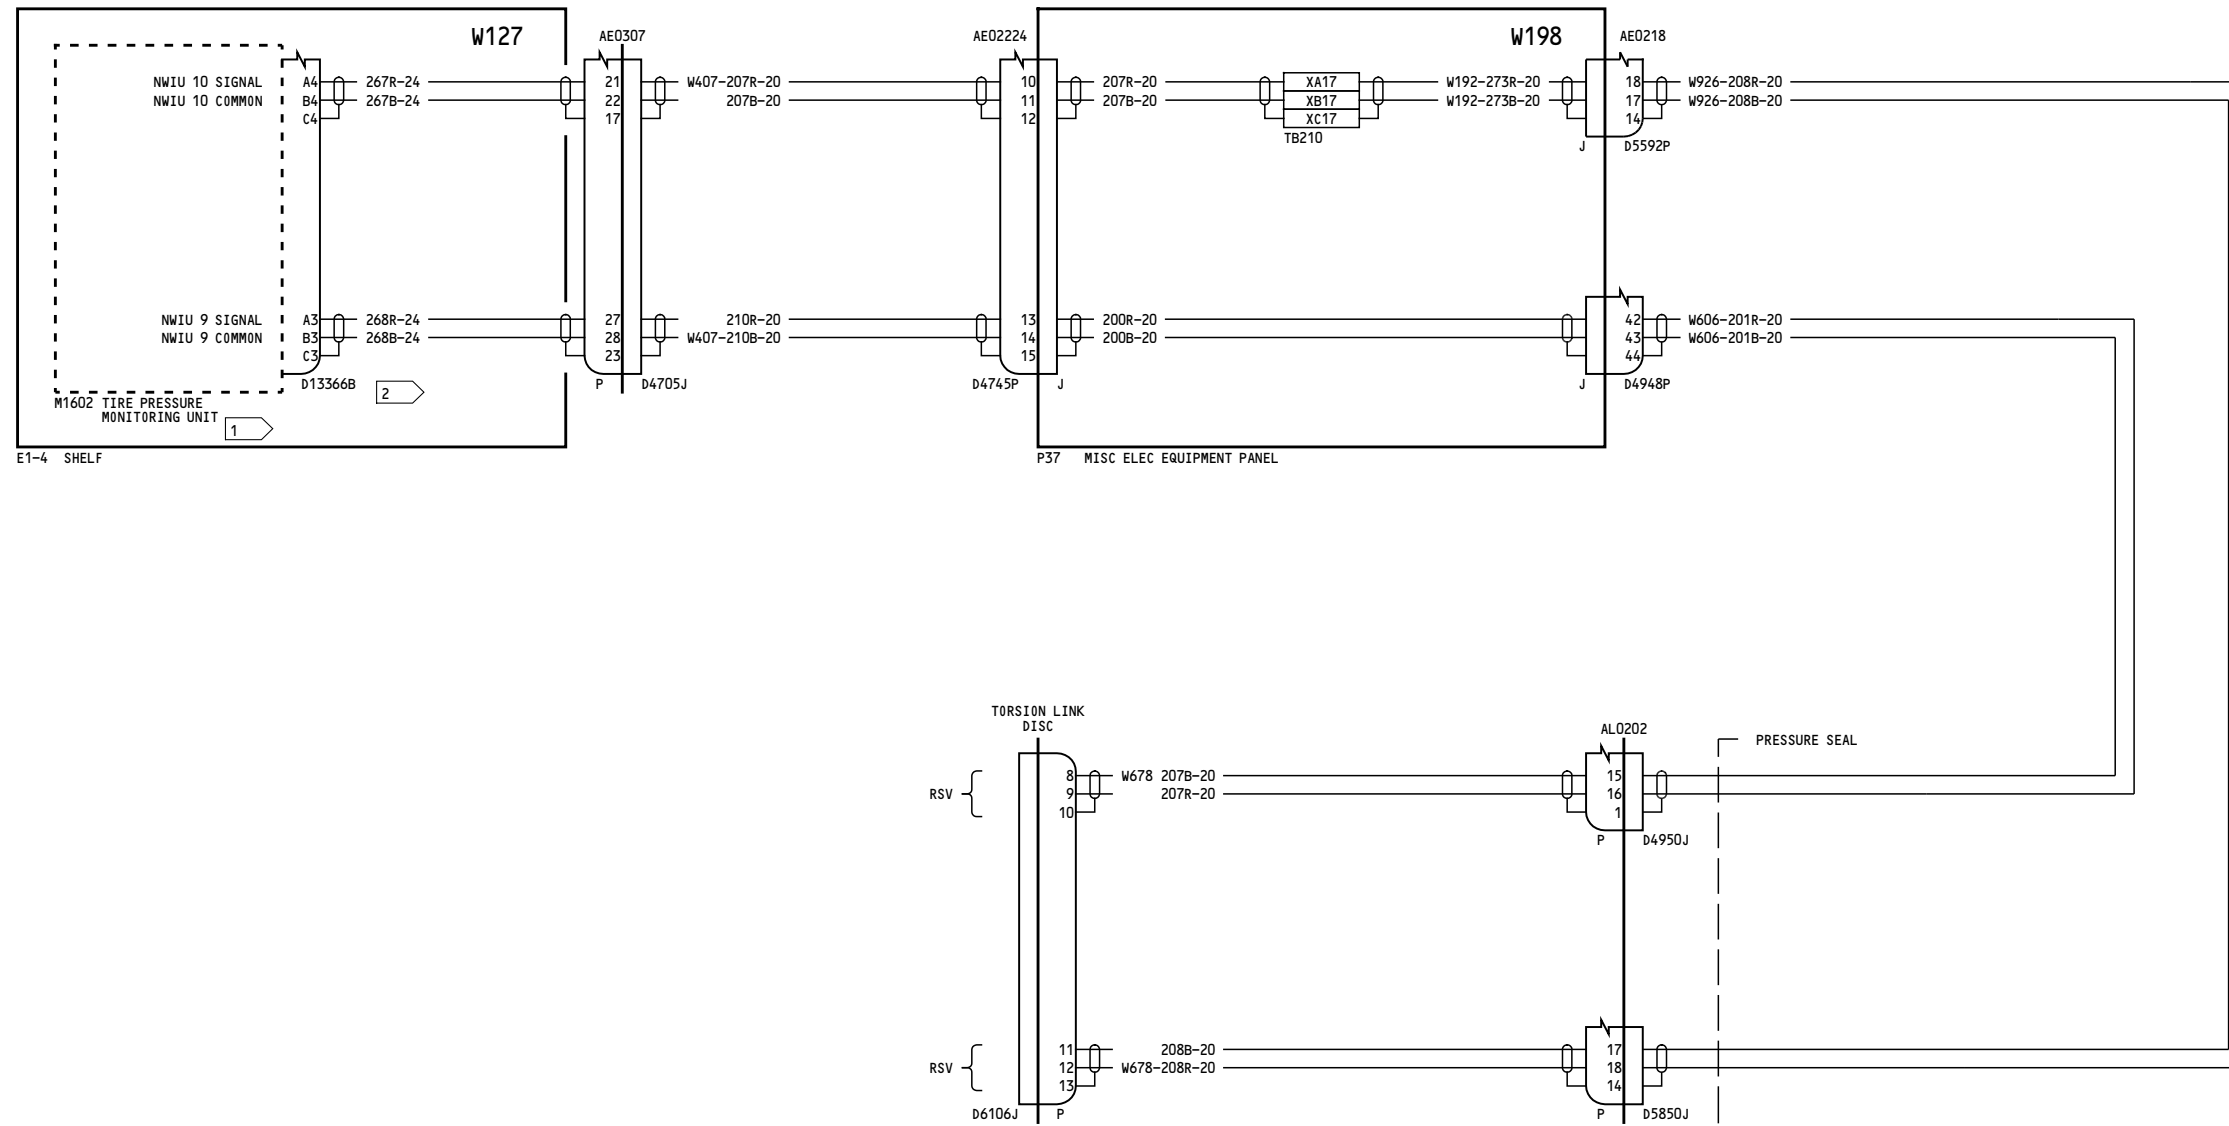 W127
AE0307
AE02224
W198
AE0218
NWIU 10 SIGNAL A4 267R-24 21 W407-207R-20 10 207R-20 XA17 W192-273R-20 18 W926-208R-20
NWIU 10 COMMON B4 267B-24 22 207B-20 11 207B-20 XB17 W192-273B-20 17 W926-208B-20
C4 17 12 XC17 14
TB210
J D5592P
NWIU 9 SIGNAL A3 268R-24 27 210R-20 13 200R-20 42 W606-201R-20
NWIU 9 COMMON B3 268B-24 28 W407-210B-20 14 200B-20 43 W606-201B-20
C3 23 15 44
D13366B 2 P D4705J D4745P J J D4948P
M1602 TIRE PRESSURE
MONITORING UNIT 1
E1-4 SHELF
P37 MISC ELEC EQUIPMENT PANEL
TORSION LINK
DISC
AL0202
PRESSURE SEAL
8 W678 207B-20 15
RSV 9 207R-20 16
10 1
P D4950J
11 208B-20 17
RSV 12 W678-208R-20 18
13 14
D6106J P P D5850J